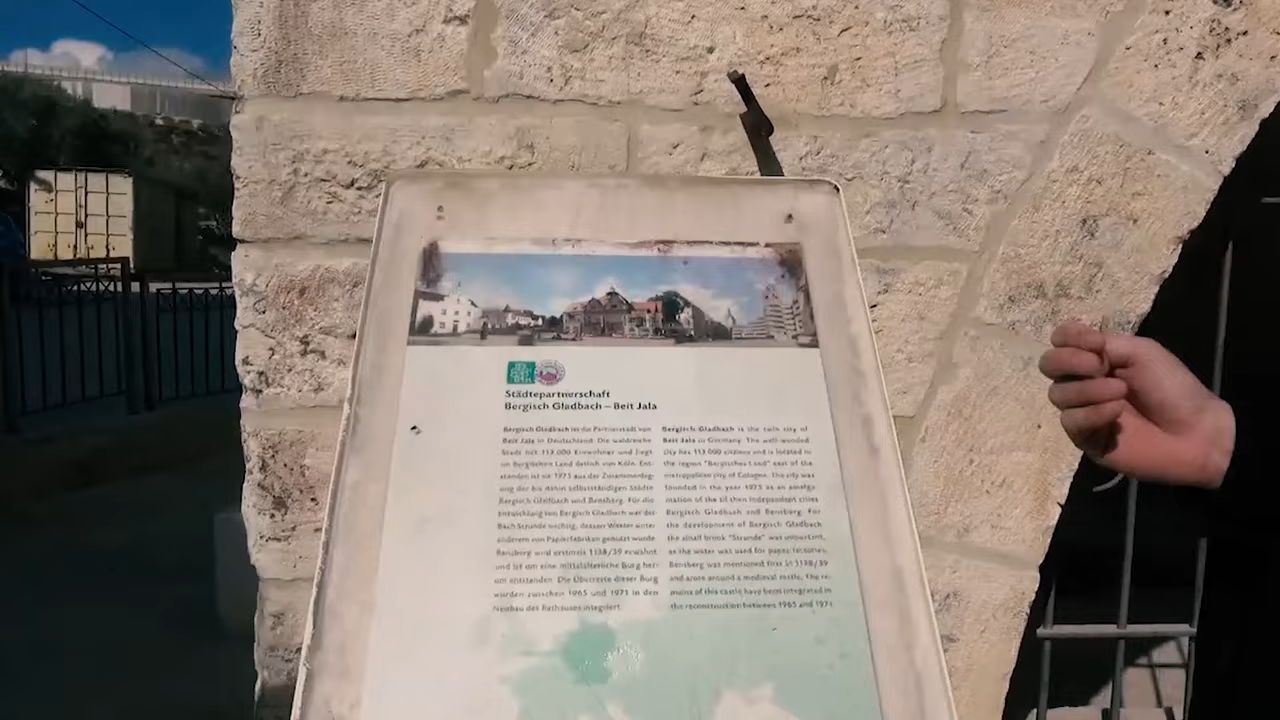 Städtepartnerschaft
Bergisch Gladbach – Beit Jala
Bergisch Gladbach ist die Partnerstadt von
Beit Jala in Deutschland. Die waldreiche
Stadt hat 113.000 Einwohner und liegt
im Bergischen Land östlich von Köln. Ent-
standen ist sie 1975 aus der Zusammenleg-
ung der bis dahin selbstständigen Städte
Bergisch Gladbach und Bensberg. Für die
Entwicklung von Bergisch Gladbach war der
Bach Strunde wichtig, dessen Wasser unter
anderem von Papierfabriken genutzt wurde.
Bensberg wird erstmals 1138/39 erwähnt
und ist um eine mittelalterliche Burg her-
um entstanden. Die Überreste dieser Burg
wurden zwischen 1965 und 1971 in den
Neubau des Rathauses integriert.
Bergisch Gladbach is the twin city of
Beit Jala in Germany. The well-wooded
city has 113 000 citizens and is located in
the region "Bergisches Land" east of the
metropolitan city of Cologne. The city was
founded in the year 1975 as an amalga-
mation of the til then independent cities
Bergisch Gladbach and Bensberg. For
the development of Bergisch Gladbach
the small brook "Strunde" was important,
as the water was used for paper factories.
Bensberg was mentioned first in 1138/39
and arose around a medieval castle. The re-
mains of this castle have been integrated in
the reconstruction between 1965 and 1971